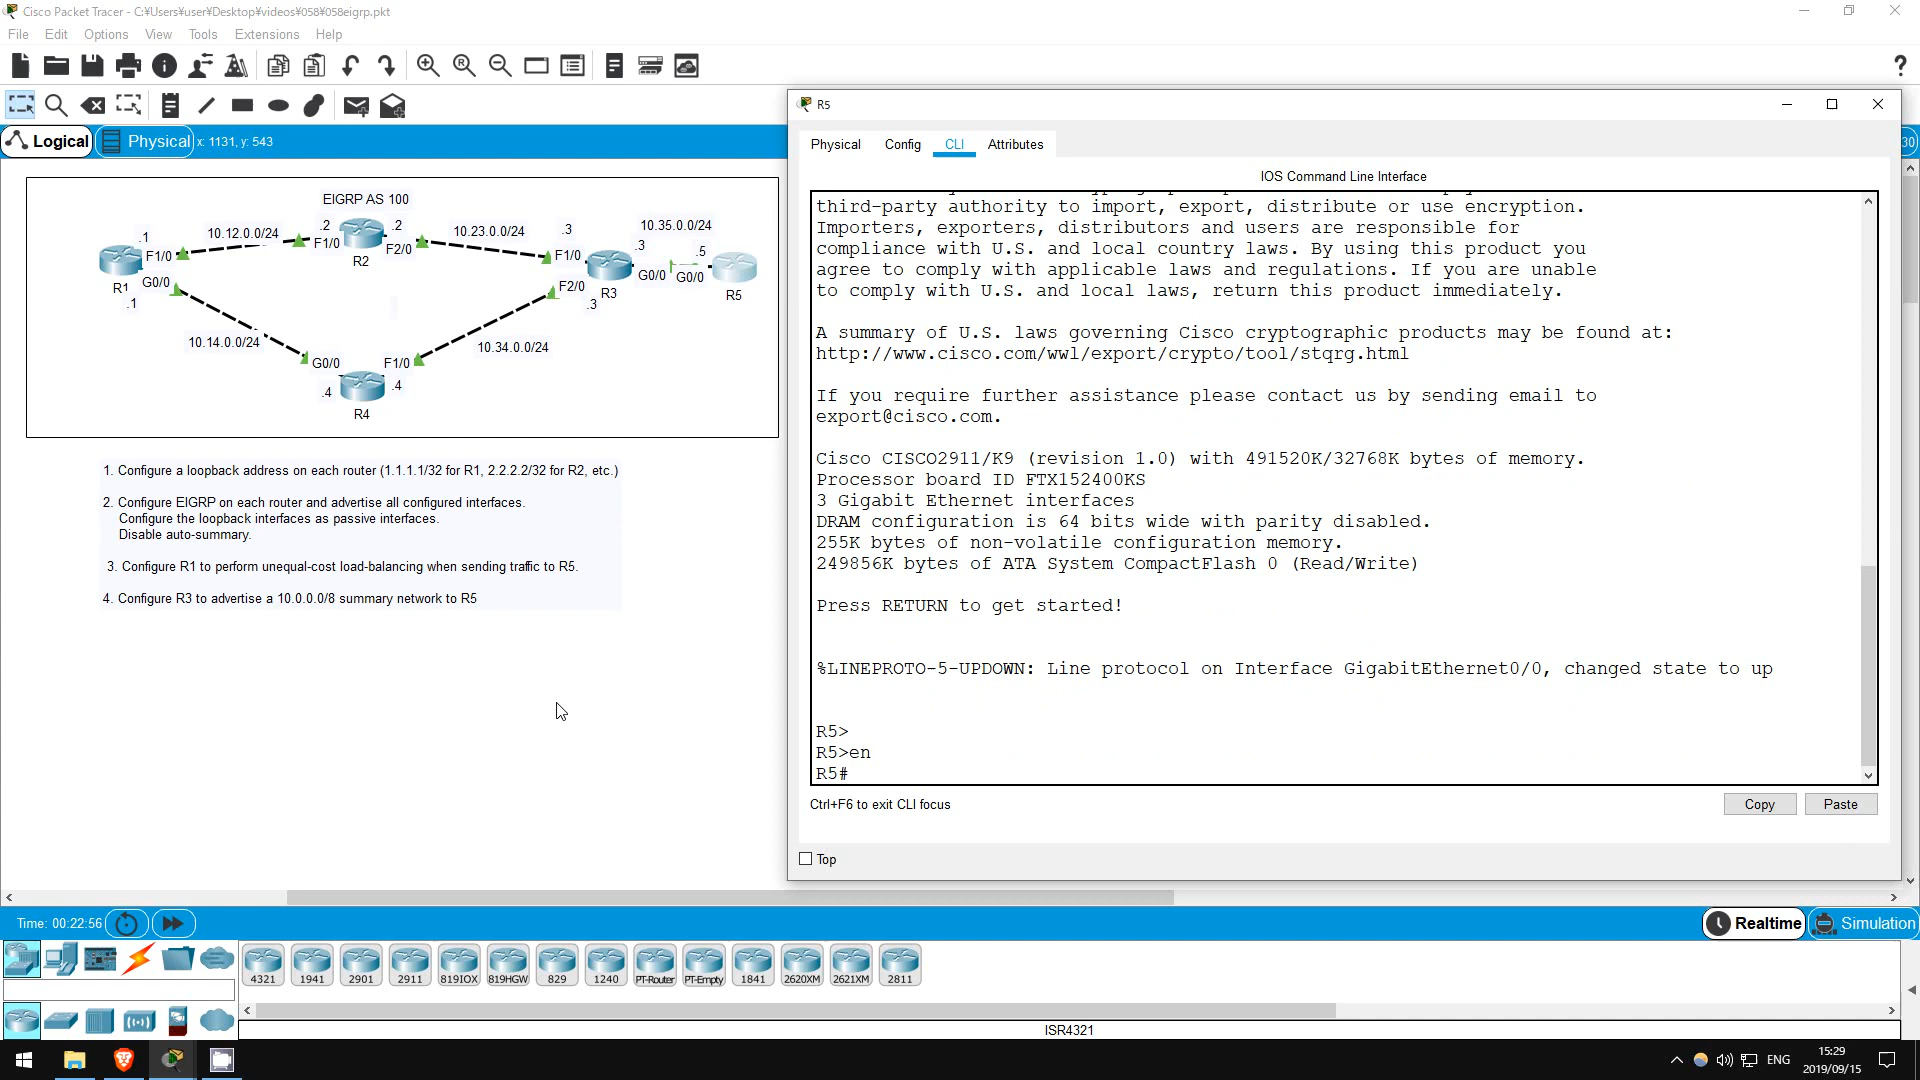 Cisco Packet Tracer - C:¥Users¥user¥Desktop¥videos¥058¥058eigrp.pkt
File Edit Options View Tools Extensions Help
?
R5
Logical Physical x: 1131, y: 543
30
Physical Config CLI Attributes
IOS Command Line Interface
EIGRP AS 100
.1 10.12.0.0/24 .2 .2 10.23.0.0/24 .3 10.35.0.0/24
F1/0 F1/0 R2 F2/0 F1/0 .3 .5
R1 G0/0 F2/0 R3 G0/0 G0/0 R5
.1 .3
10.14.0.0/24 10.34.0.0/24
G0/0 F1/0
.4 .4
R4
1. Configure a loopback address on each router (1.1.1.1/32 for R1, 2.2.2.2/32 for R2, etc.)
2. Configure EIGRP on each router and advertise all configured interfaces.
Configure the loopback interfaces as passive interfaces.
Disable auto-summary.
3. Configure R1 to perform unequal-cost load-balancing when sending traffic to R5.
4. Configure R3 to advertise a 10.0.0.0/8 summary network to R5
third-party authority to import, export, distribute or use encryption.
Importers, exporters, distributors and users are responsible for
compliance with U.S. and local country laws. By using this product you
agree to comply with applicable laws and regulations. If you are unable
to comply with U.S. and local laws, return this product immediately.
A summary of U.S. laws governing Cisco cryptographic products may be found at:
http://www.cisco.com/wwl/export/crypto/tool/stqrg.html
If you require further assistance please contact us by sending email to
export@cisco.com.
Cisco CISCO2911/K9 (revision 1.0) with 491520K/32768K bytes of memory.
Processor board ID FTX152400KS
3 Gigabit Ethernet interfaces
DRAM configuration is 64 bits wide with parity disabled.
255K bytes of non-volatile configuration memory.
249856K bytes of ATA System CompactFlash 0 (Read/Write)
Press RETURN to get started!
%LINEPROTO-5-UPDOWN: Line protocol on Interface GigabitEthernet0/0, changed state to up
R5>
R5>en
R5#
Ctrl+F6 to exit CLI focus
Copy Paste
Top
Time: 00:22:56
Realtime Simulation
4321 1941 2901 2911 819IOX 819HGW 829 1240 PT-Router PT-Empty 1841 2620XM 2621XM 2811
ISR4321
ENG
15:29
2019/09/15